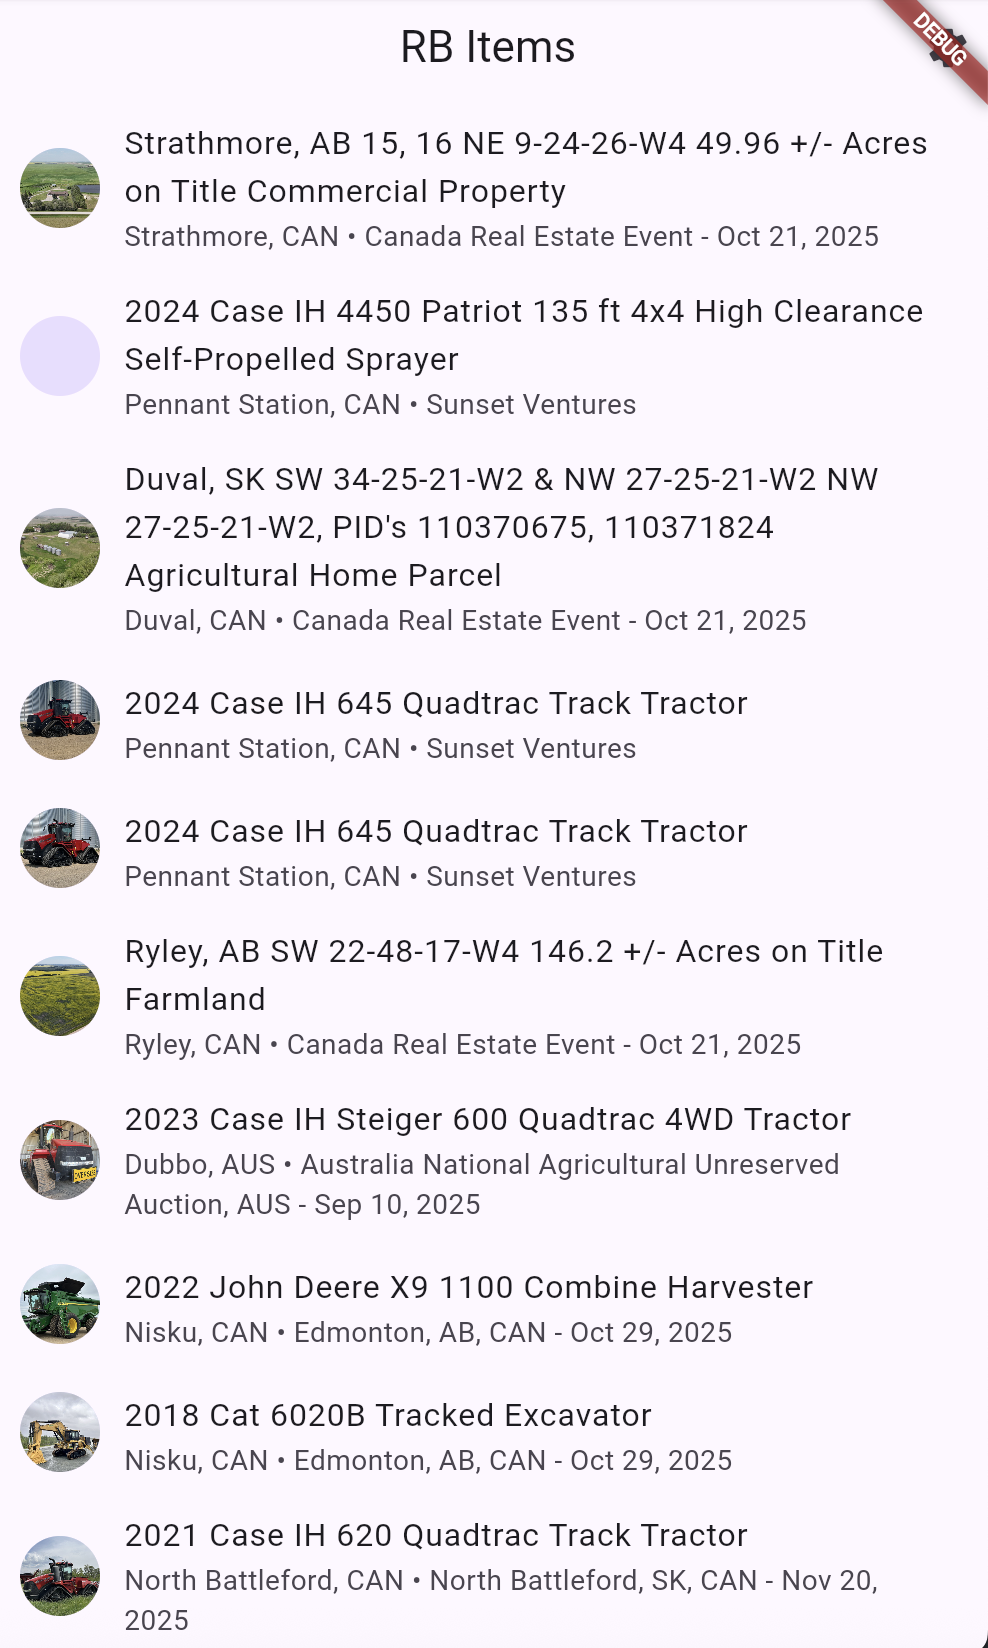 RB Items
DEBUG
Strathmore, AB 15, 16 NE 9-24-26-W4 49.96 +/- Acres
on Title Commercial Property
Strathmore, CAN • Canada Real Estate Event - Oct 21, 2025
2024 Case IH 4450 Patriot 135 ft 4x4 High Clearance
Self-Propelled Sprayer
Pennant Station, CAN • Sunset Ventures
Duval, SK SW 34-25-21-W2 & NW 27-25-21-W2 NW
27-25-21-W2, PID's 110370675, 110371824
Agricultural Home Parcel
Duval, CAN • Canada Real Estate Event - Oct 21, 2025
2024 Case IH 645 Quadtrac Track Tractor
Pennant Station, CAN • Sunset Ventures
2024 Case IH 645 Quadtrac Track Tractor
Pennant Station, CAN • Sunset Ventures
Ryley, AB SW 22-48-17-W4 146.2 +/- Acres on Title
Farmland
Ryley, CAN • Canada Real Estate Event - Oct 21, 2025
2023 Case IH Steiger 600 Quadtrac 4WD Tractor
Dubbo, AUS • Australia National Agricultural Unreserved
Auction, AUS - Sep 10, 2025
2022 John Deere X9 1100 Combine Harvester
Nisku, CAN • Edmonton, AB, CAN - Oct 29, 2025
2018 Cat 6020B Tracked Excavator
Nisku, CAN • Edmonton, AB, CAN - Oct 29, 2025
2021 Case IH 620 Quadtrac Track Tractor
North Battleford, CAN • North Battleford, SK, CAN - Nov 20,
2025